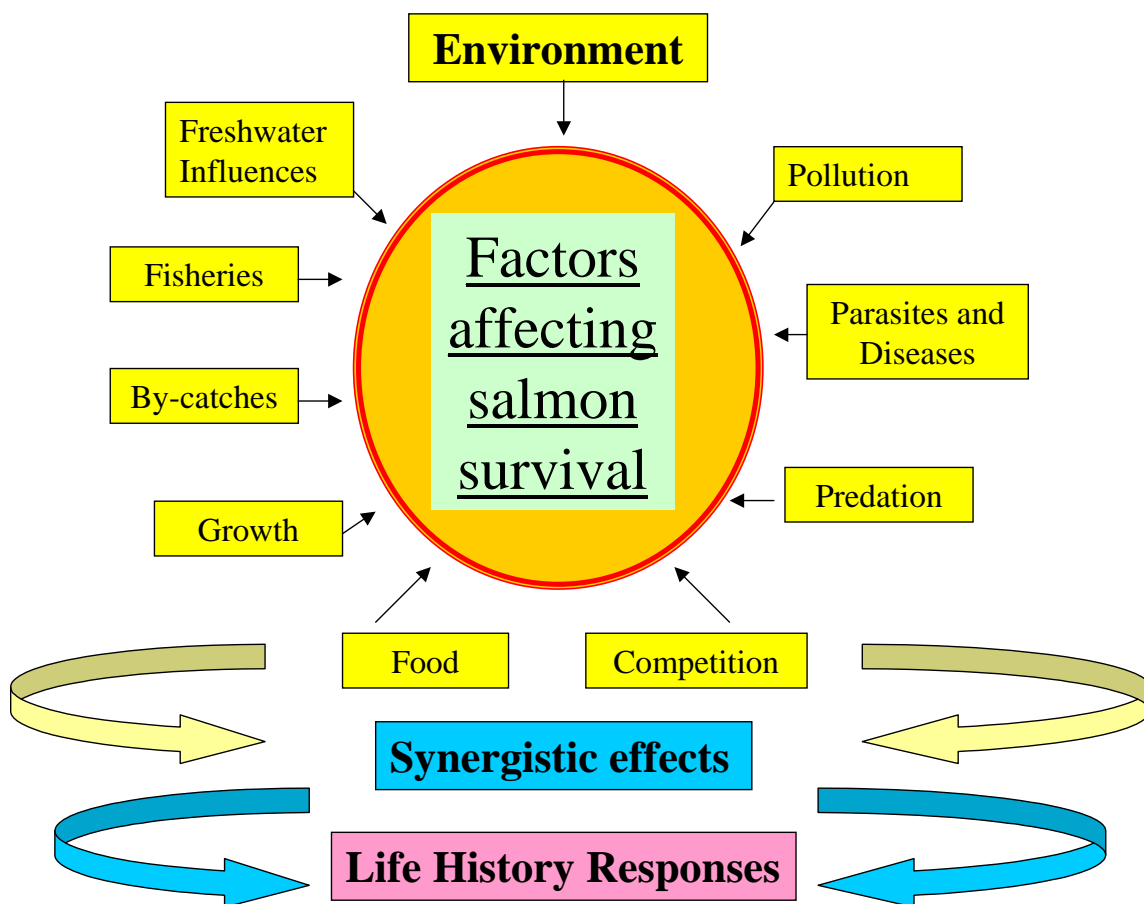 Environment
Freshwater
Influences
Pollution
Factors
affecting
salmon
survival
Fisheries
Parasites and
Diseases
By-catches
Predation
Growth
Food
Competition
Synergistic effects
Life History Responses